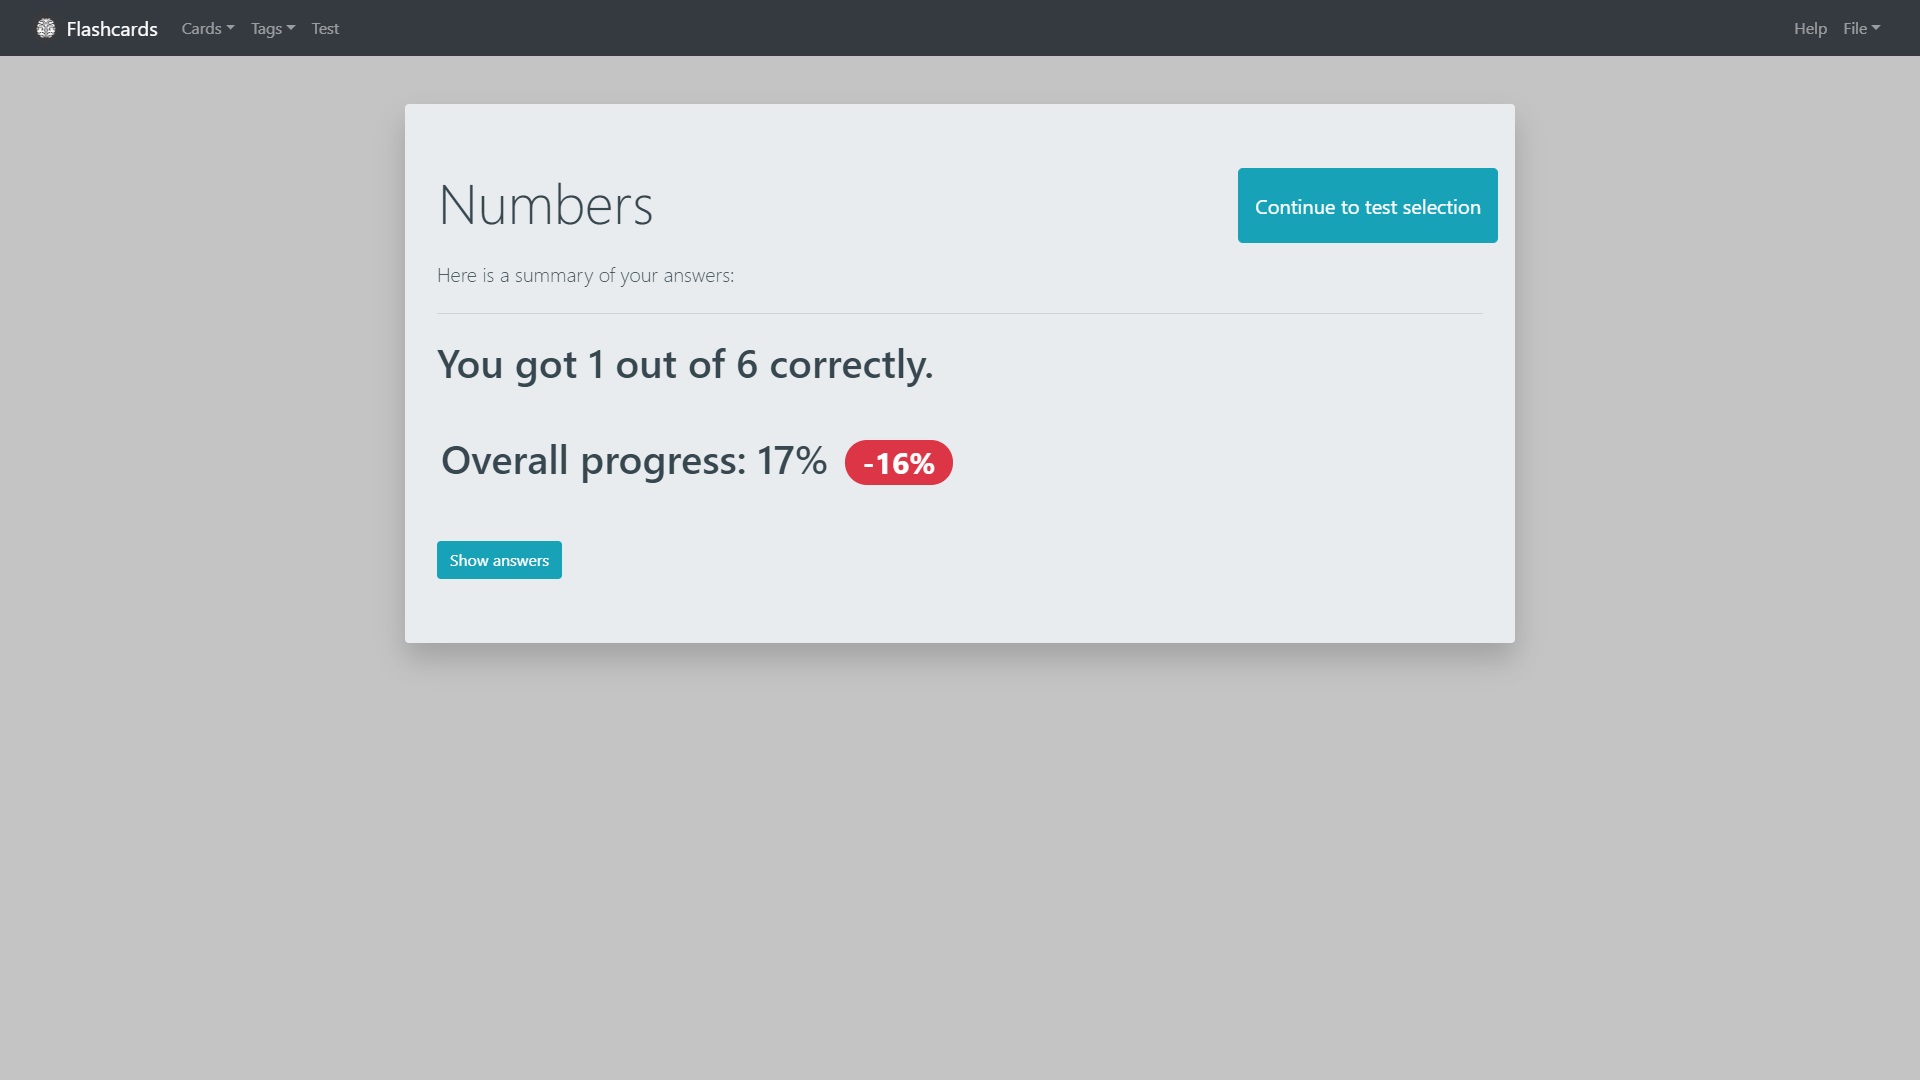 Flashcards Cards Tags Test Help File
Numbers
Continue to test selection
Here is a summary of your answers:
You got 1 out of 6 correctly.
Overall progress: 17% -16%
Show answers